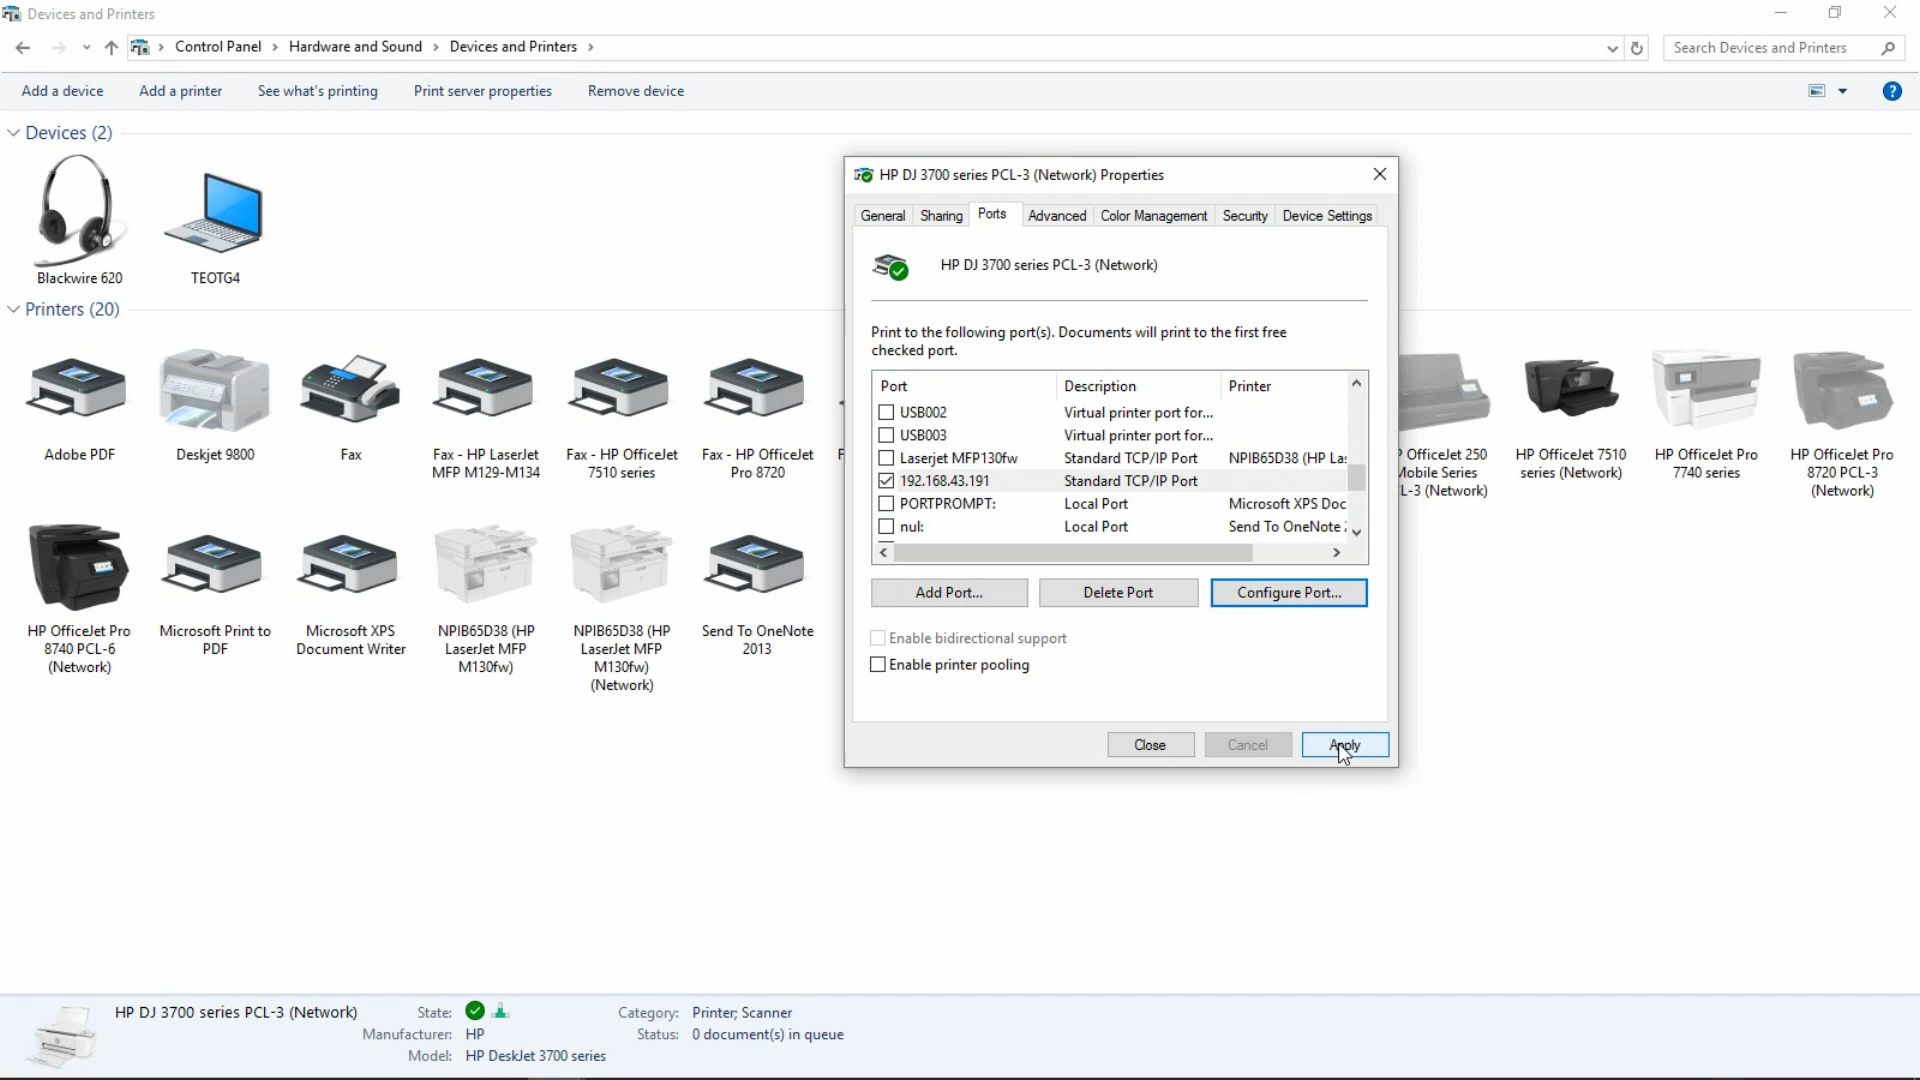 Devices and Printers
Control Panel > Hardware and Sound > Devices and Printers >
Search Devices and Printers
Add a device
Add a printer
See what's printing
Print server properties
Remove device
?
Devices (2)
Blackwire 620
TEOTG4
Printers (20)
Adobe PDF
Deskjet 9800
Fax
Fax - HP LaserJet
MFP M129-M134
Fax - HP OfficeJet
7510 series
Fax - HP OfficeJet
Pro 8720
F
OfficeJet 250
Mobile Series
L-3 (Network)
HP OfficeJet 7510
series (Network)
HP OfficeJet Pro
7740 series
HP OfficeJet Pro
8720 PCL-3
(Network)
HP OfficeJet Pro
8740 PCL-6
(Network)
Microsoft Print to
PDF
Microsoft XPS
Document Writer
NPIB65D38 (HP
LaserJet MFP
M130fw)
NPIB65D38 (HP
LaserJet MFP
M130fw)
(Network)
Send To OneNote
2013
HP DJ 3700 series PCL-3 (Network) Properties
General Sharing Ports Advanced Color Management Security Device Settings
HP DJ 3700 series PCL-3 (Network)
Print to the following port(s). Documents will print to the first free
checked port.
Port Description Printer
USB002 Virtual printer port for...
USB003 Virtual printer port for...
Laserjet MFP130fw Standard TCP/IP Port NPIB65D38 (HP La
192.168.43.191 Standard TCP/IP Port
PORTPROMPT: Local Port Microsoft XPS Doc
nul: Local Port Send To OneNote
Add Port...
Delete Port
Configure Port...
Enable bidirectional support
Enable printer pooling
Close
Cancel
Apply
HP DJ 3700 series PCL-3 (Network)
State:
Manufacturer: HP
Model: HP DeskJet 3700 series
Category: Printer; Scanner
Status: 0 document(s) in queue